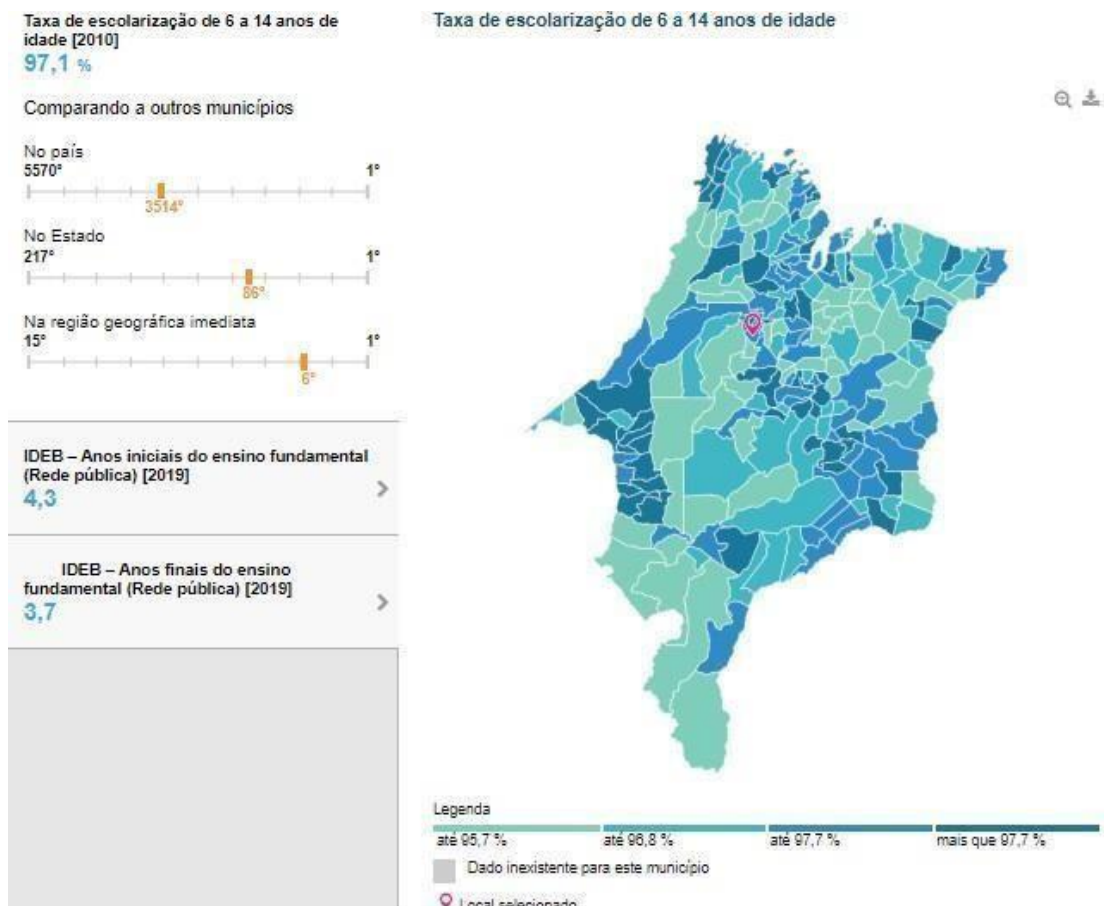 Taxa de escolarização de 6 a 14 anos de
idade [2010]
97,1 %
Comparando a outros municípios
No país
5570° 1°
3514°
No Estado
217° 1°
86°
Na região geográfica imediata
15° 1°
6°
IDEB – Anos iniciais do ensino fundamental
(Rede pública) [2019]
4,3
IDEB – Anos finais do ensino
fundamental (Rede pública) [2019]
3,7
Taxa de escolarização de 6 a 14 anos de idade
Legenda
até 95,7 % até 96,8 % até 97,7 % mais que 97,7 %
Dado inexistente para este município
Local selecionado